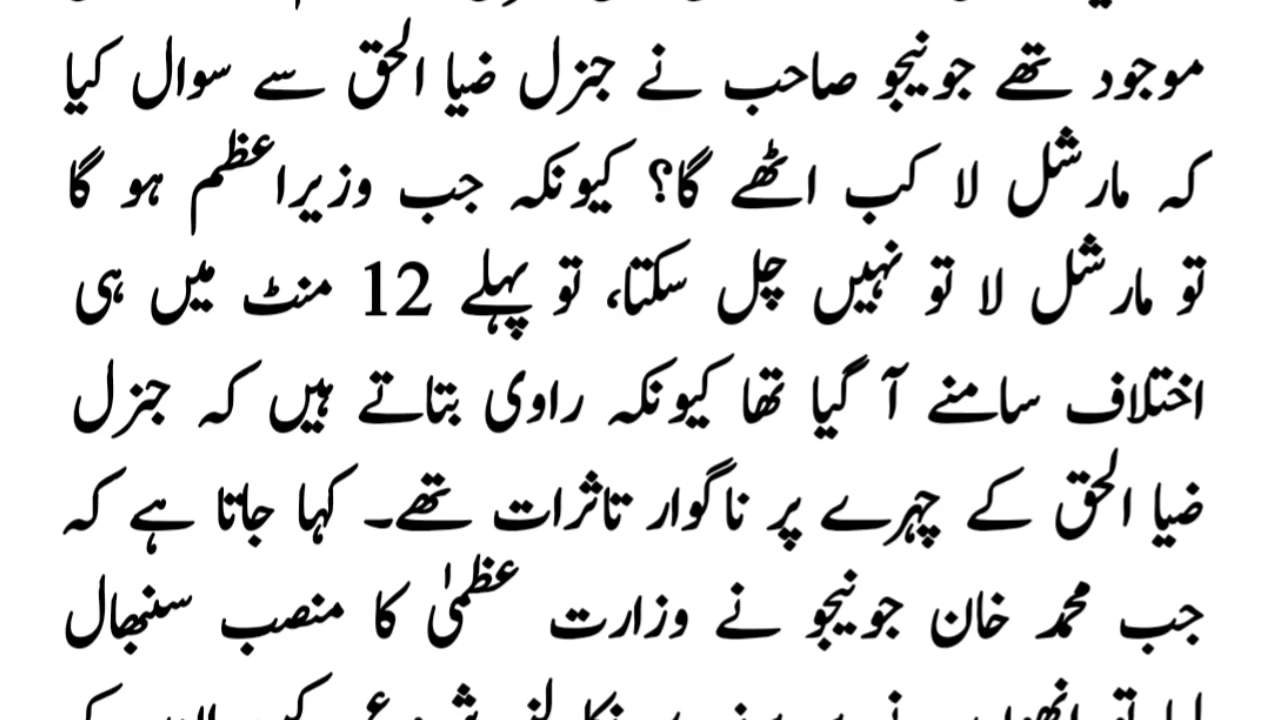 موجود تھے جونیجو صاحب نے جنرل ضیا الحق سے سوال کیا
کہ مارشل لا کب اٹھے گا؟ کیونکہ جب وزیراعظم ہو گا
تو مارشل لا تو نہیں چل سکتا، تو پہلے 12 منٹ میں ہی
اختلاف سامنے آ گیا تھا کیونکہ راوی بتاتے ہیں کہ جنرل
ضیا الحق کے چہرے پر ناگوار تاثرات تھے۔ کہا جاتا ہے کہ
جب محمد خان جونیجو نے وزارت عظمیٰ کا منصب سنبھال